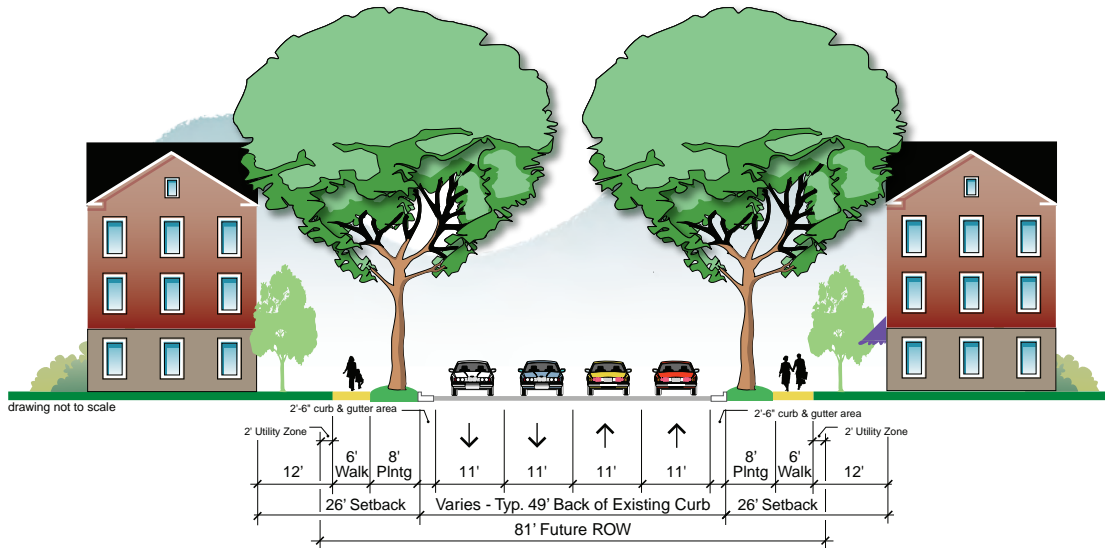 drawing not to scale
2'-6" curb & gutter area
2'-6" curb & gutter area
2' Utility Zone
2' Utility Zone
12'
6'
Walk
8'
Plntg
11'
11'
11'
11'
8'
Plntg
6'
Walk
12'
26' Setback
Varies - Typ. 49' Back of Existing Curb
26' Setback
81' Future ROW